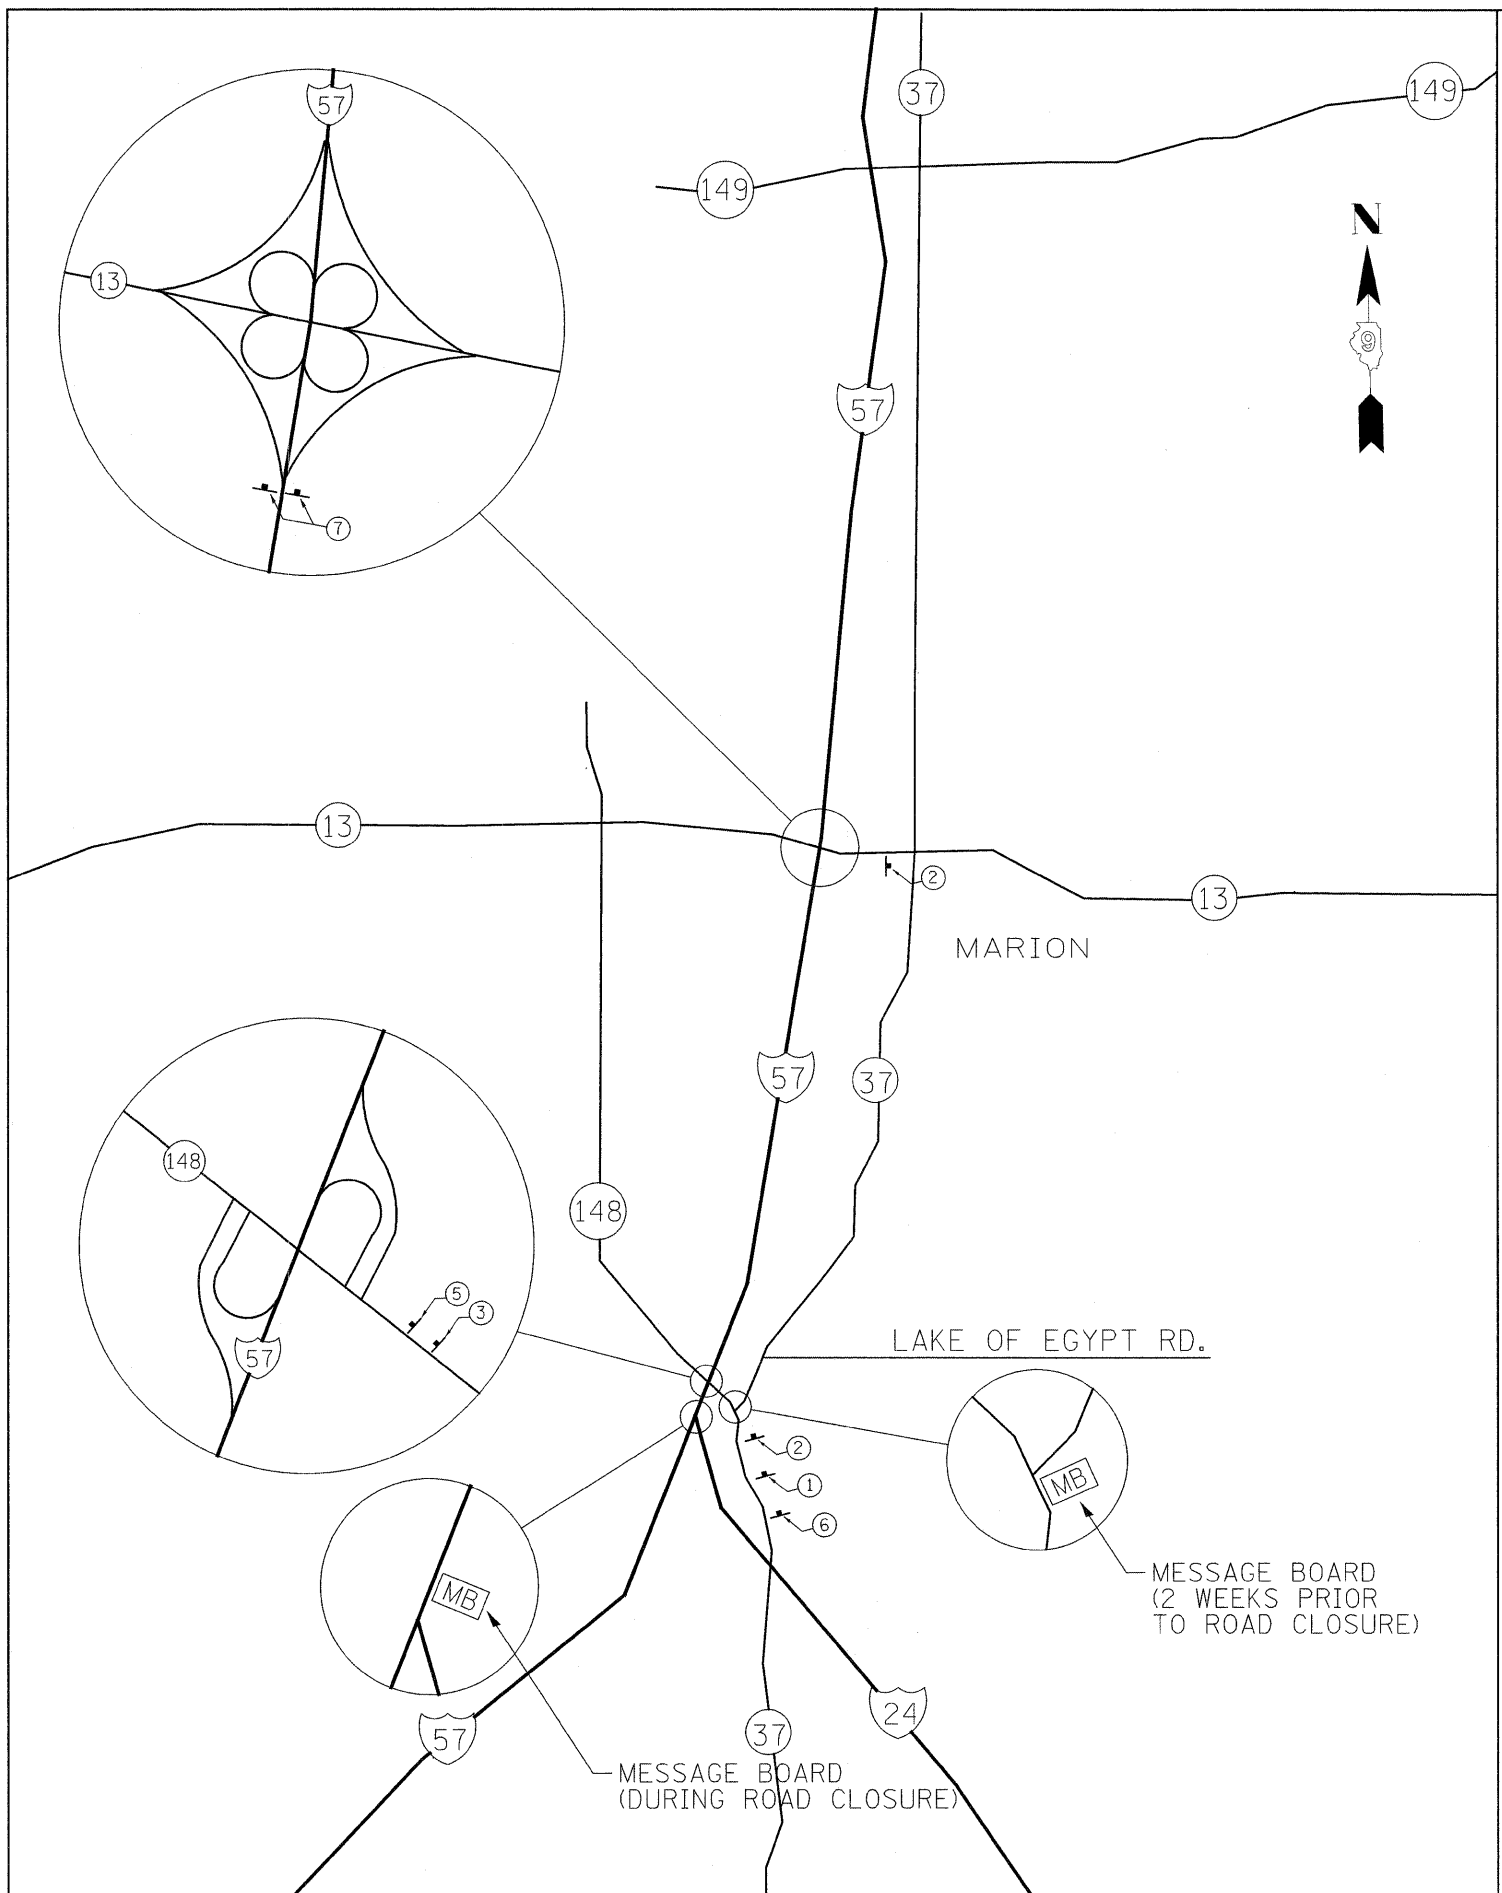 57
37
149
149
N
13
9
57
7
13
2
13
MARION
57
37
148
148
5
3
LAKE OF EGYPT RD.
57
2
1
MB
6
MESSAGE BOARD
(2 WEEKS PRIOR
TO ROAD CLOSURE)
MB
24
57
37
MESSAGE BOARD
(DURING ROAD CLOSURE)